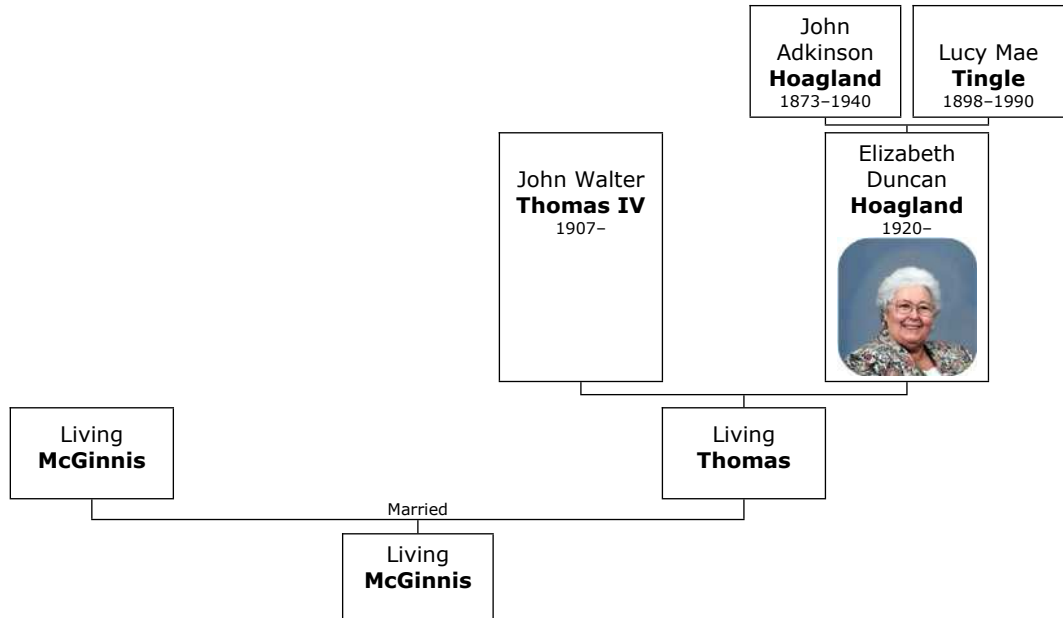 John
Adkinson
Hoagland
1873–1940
Lucy Mae
Tingle
1898–1990
John Walter
Thomas IV
1907–
Elizabeth
Duncan
Hoagland
1920–
Living
McGinnis
Living
Thomas
Married
Living
McGinnis